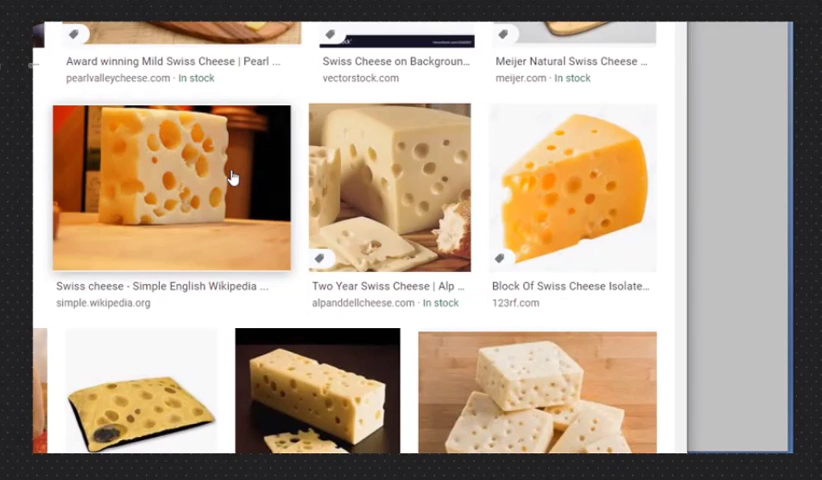 Award winning Mild Swiss Cheese | Pearl ...
pearlvalleycheese.com · In stock
Swiss Cheese on Backgroun...
vectorstock.com
Meijer Natural Swiss Cheese ...
meijer.com · In stock
Swiss cheese - Simple English Wikipedia ...
simple.wikipedia.org
Two Year Swiss Cheese | Alp ...
alpanddellcheese.com · In stock
Block Of Swiss Cheese Isolate...
123rf.com